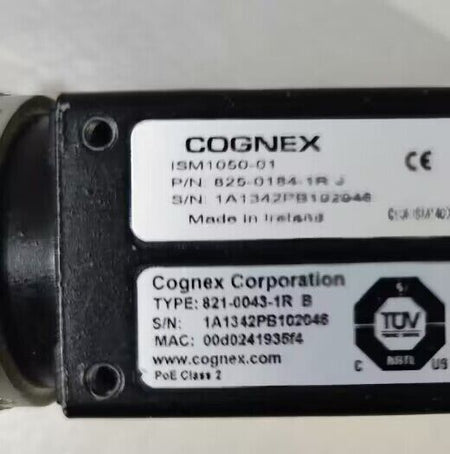 COGNEX
ISM1050-01
P/N: 825-0184-1R J
S/N: 1A1342PB102046
Made in Ireland
CE
Cognex Corporation
TYPE: 821-0043-1R B
S/N: 1A1342PB102046
MAC: 00d0241935f4
www.cognex.com
PoE Class 2
TÜV
C US